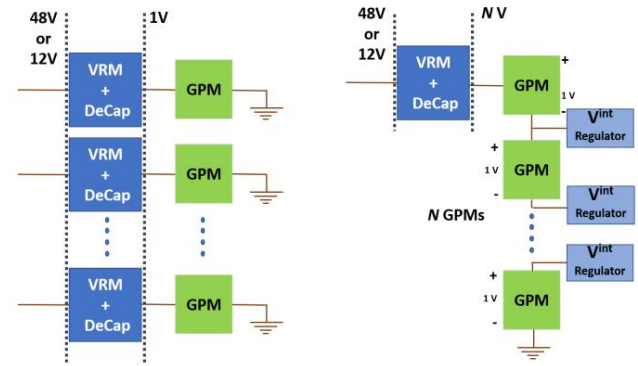 48V
or
12V
1V
VRM
+
DeCap
GPM
VRM
+
DeCap
GPM
VRM
+
DeCap
GPM
48V
or
12V
N V
VRM
+
DeCap
GPM
+
1 V
-
Vint
Regulator
+
1 V
-
GPM
N GPMs
Vint
Regulator
Vint
Regulator
+
1 V
-
GPM